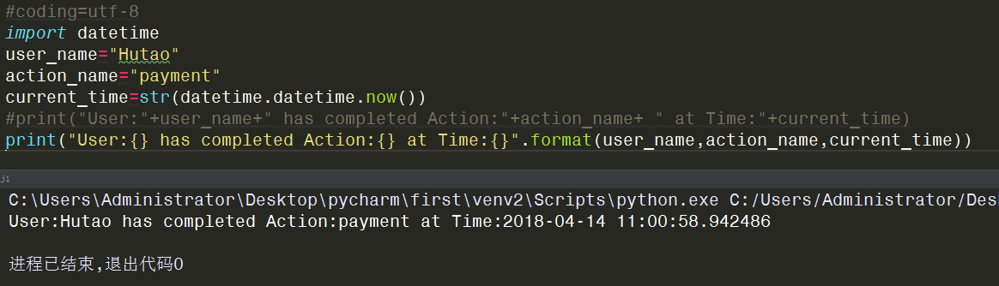 #coding=utf-8
import datetime
user_name="Hutao"
action_name="payment"
current_time=str(datetime.datetime.now())
#print("User:"+user_name+" has completed Action:"+action_name+ " at Time:"+current_time)
print("User:{} has completed Action:{} at Time:{}".format(user_name,action_name,current_time))
j1
C:\Users\Administrator\Desktop\pycharm\first\venv2\Scripts\python.exe C:/Users/Administrator/Des
User:Hutao has completed Action:payment at Time:2018-04-14 11:00:58.942486
进程已结束,退出代码0